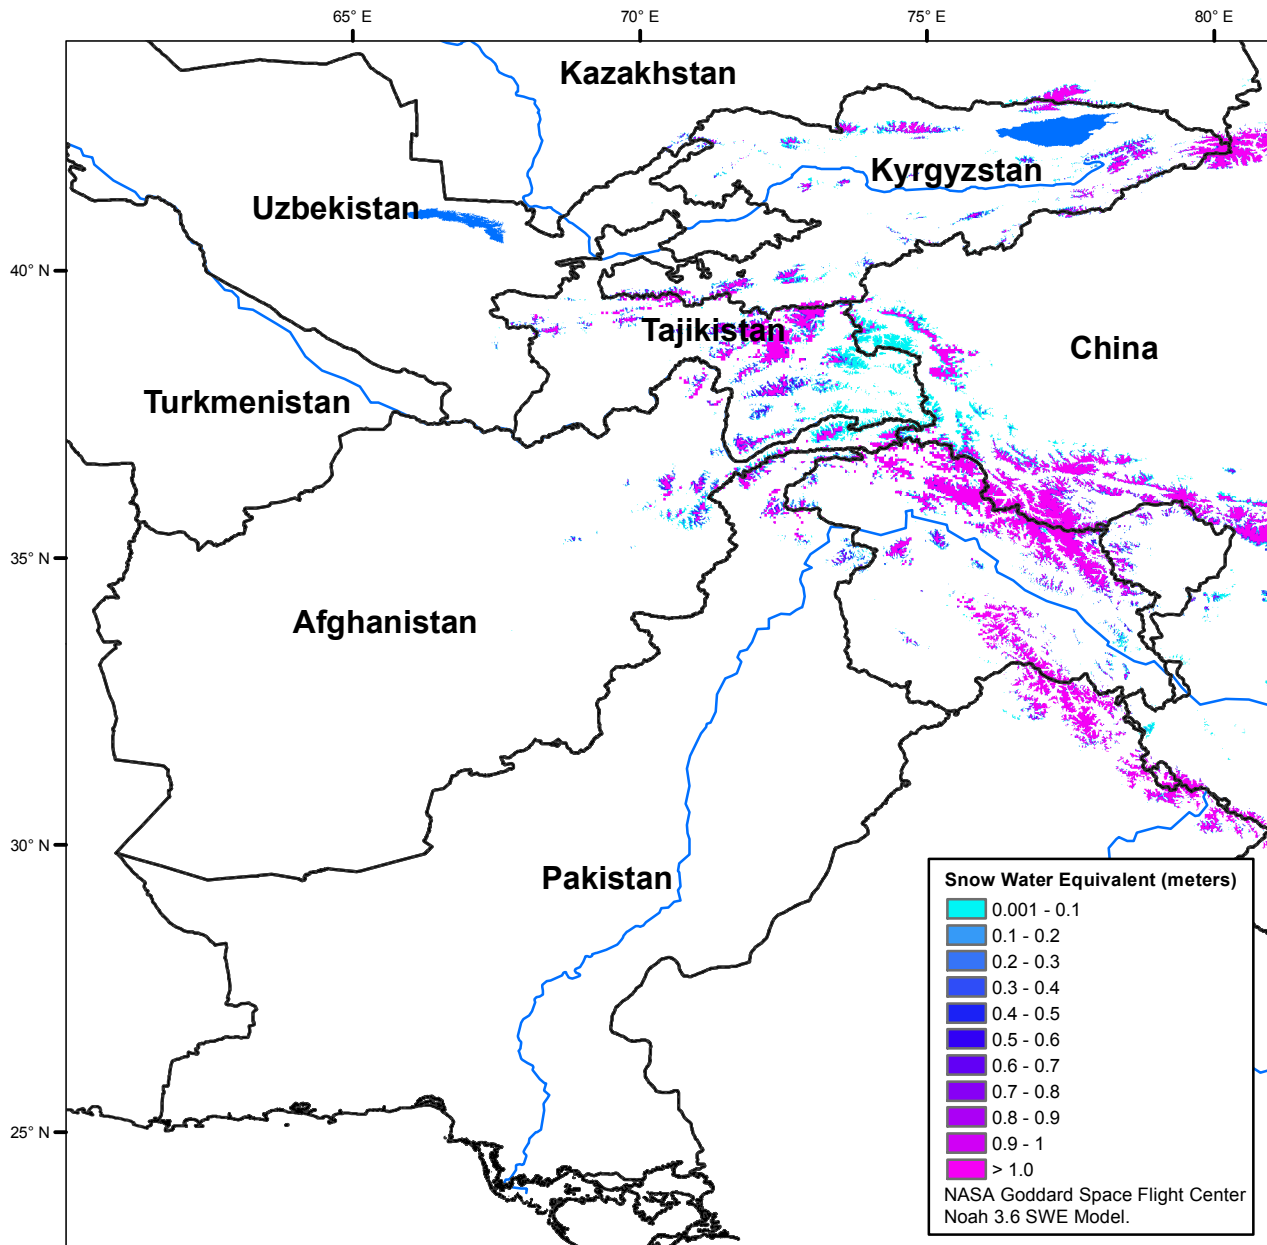 65° E
70° E
75° E
80° E
Kazakhstan
Kyrgyzstan
Uzbekistan
40° N
Tajikistan
China
Turkmenistan
35° N
Afghanistan
30° N
Pakistan
25° N
Snow Water Equivalent (meters)
0.001 - 0.1
0.1 - 0.2
0.2 - 0.3
0.3 - 0.4
0.4 - 0.5
0.5 - 0.6
0.6 - 0.7
0.7 - 0.8
0.8 - 0.9
0.9 - 1
> 1.0
NASA Goddard Space Flight Center
Noah 3.6 SWE Model.